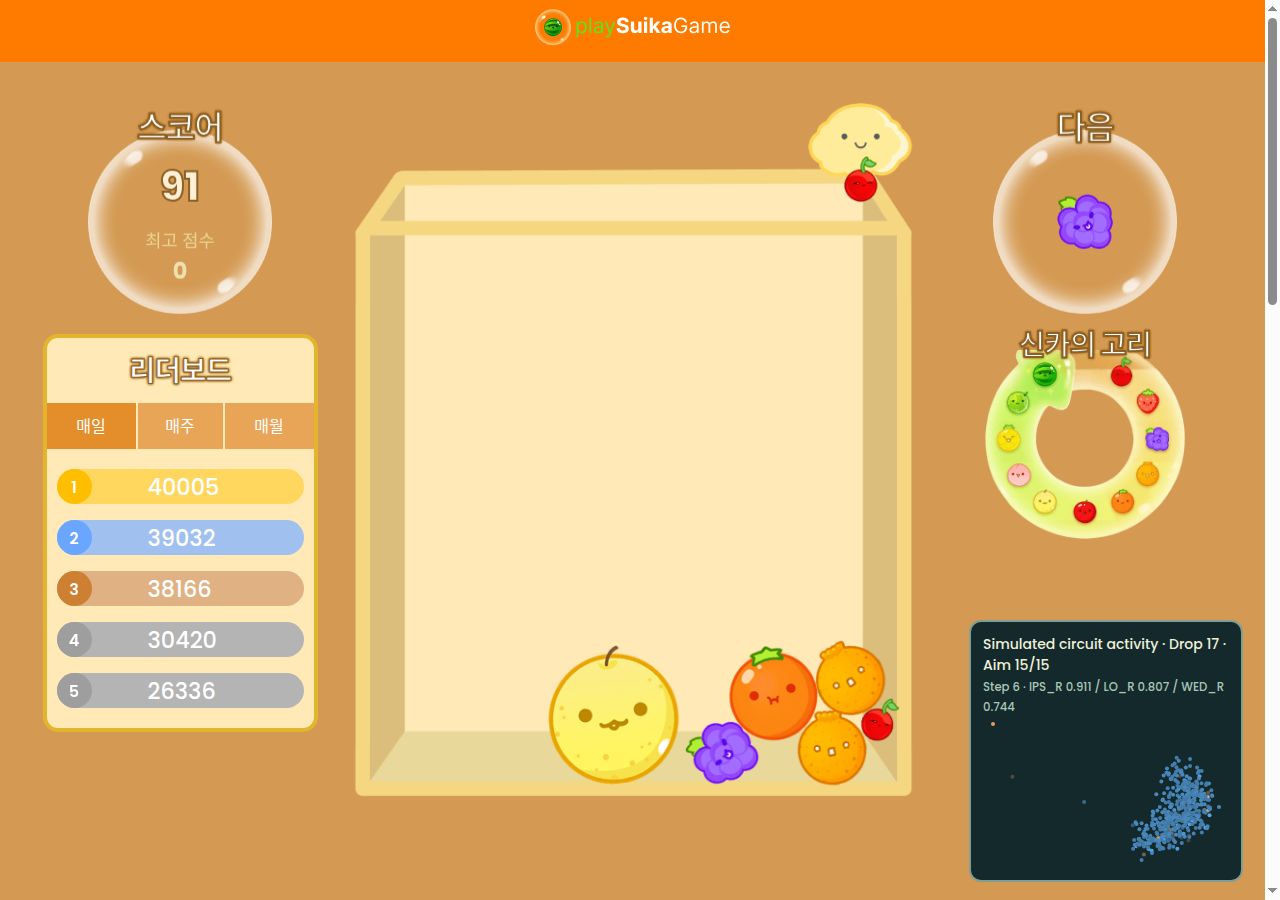 playSuikaGame
스코어
91
최고 점수
0
리더보드
매일 매주 매월
1 40005
2 39032
3 38166
4 30420
5 26336
다음
신카의 고리
Simulated circuit activity · Drop 17 ·
Aim 15/15
Step 6 · IPS_R 0.911 / LO_R 0.807 / WED_R
0.744